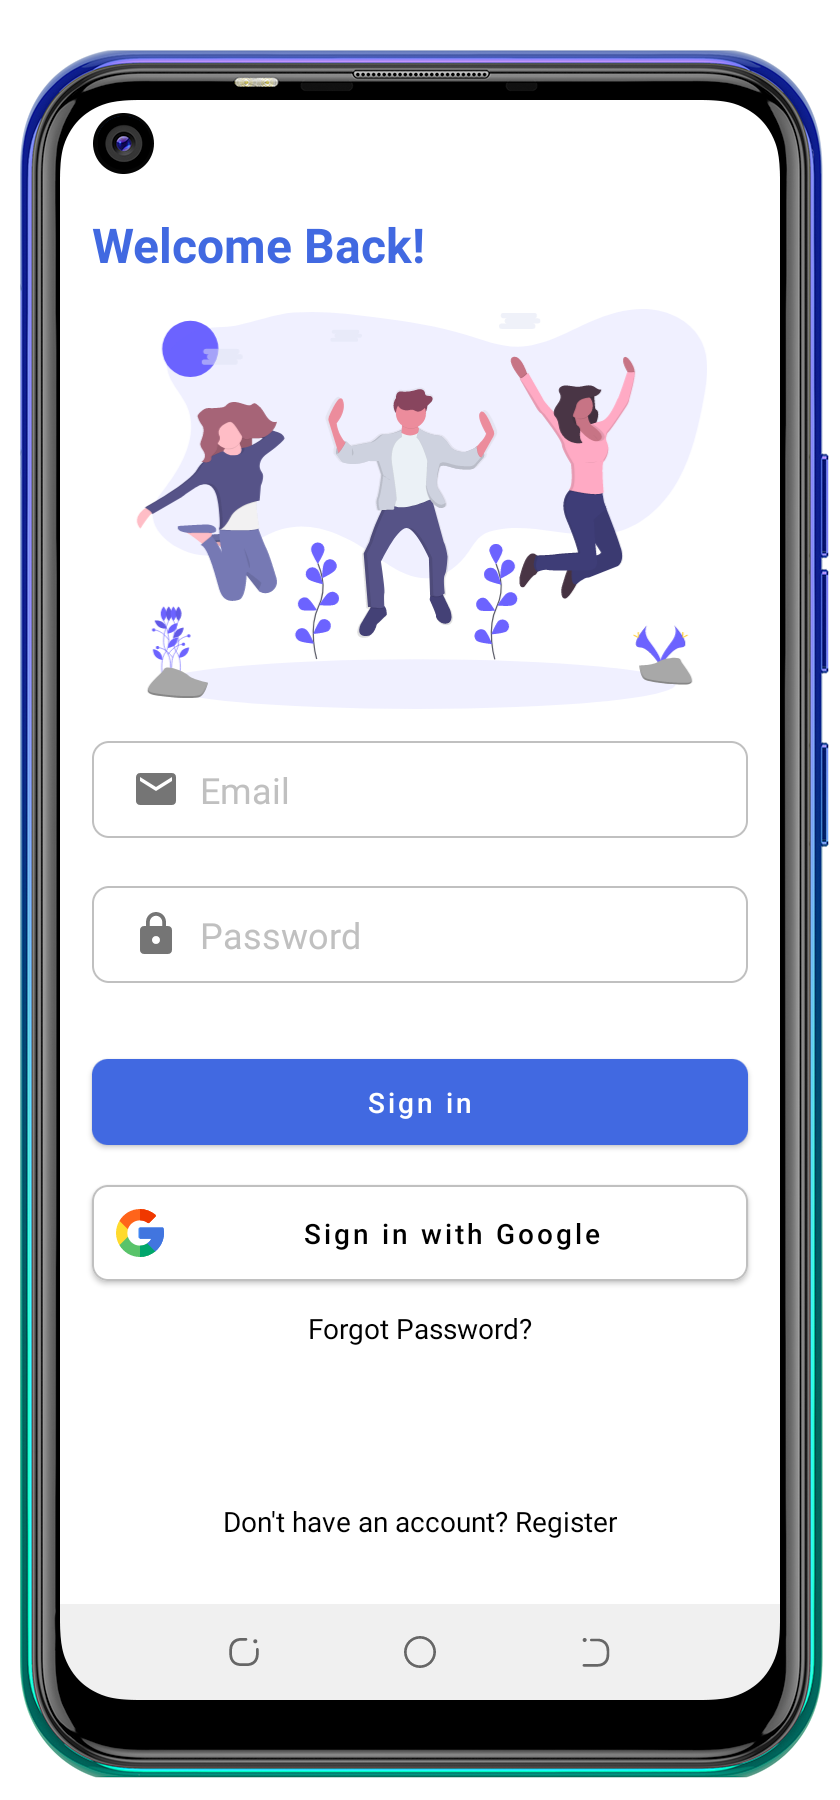 Welcome Back!
Email
Password
Sign in
Sign in with Google
Forgot Password?
Don't have an account? Register